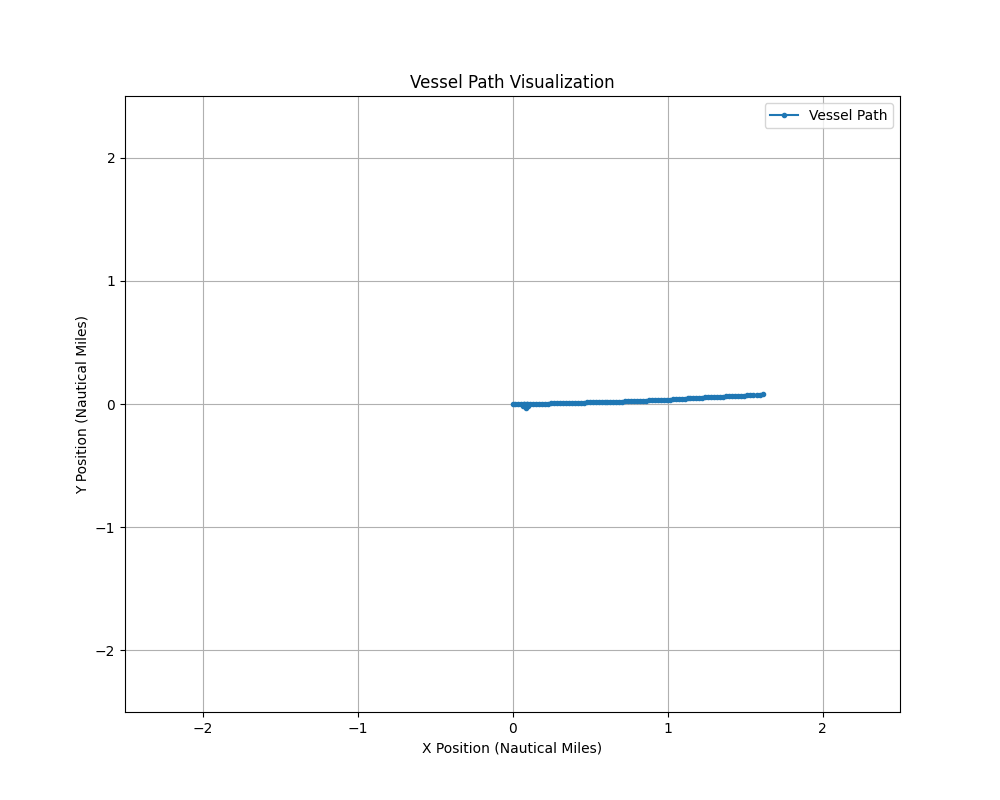 Vessel Path Visualization
Vessel Path
2
1
0
−1
−2
Y Position (Nautical Miles)
−2
−1
0
1
2
X Position (Nautical Miles)